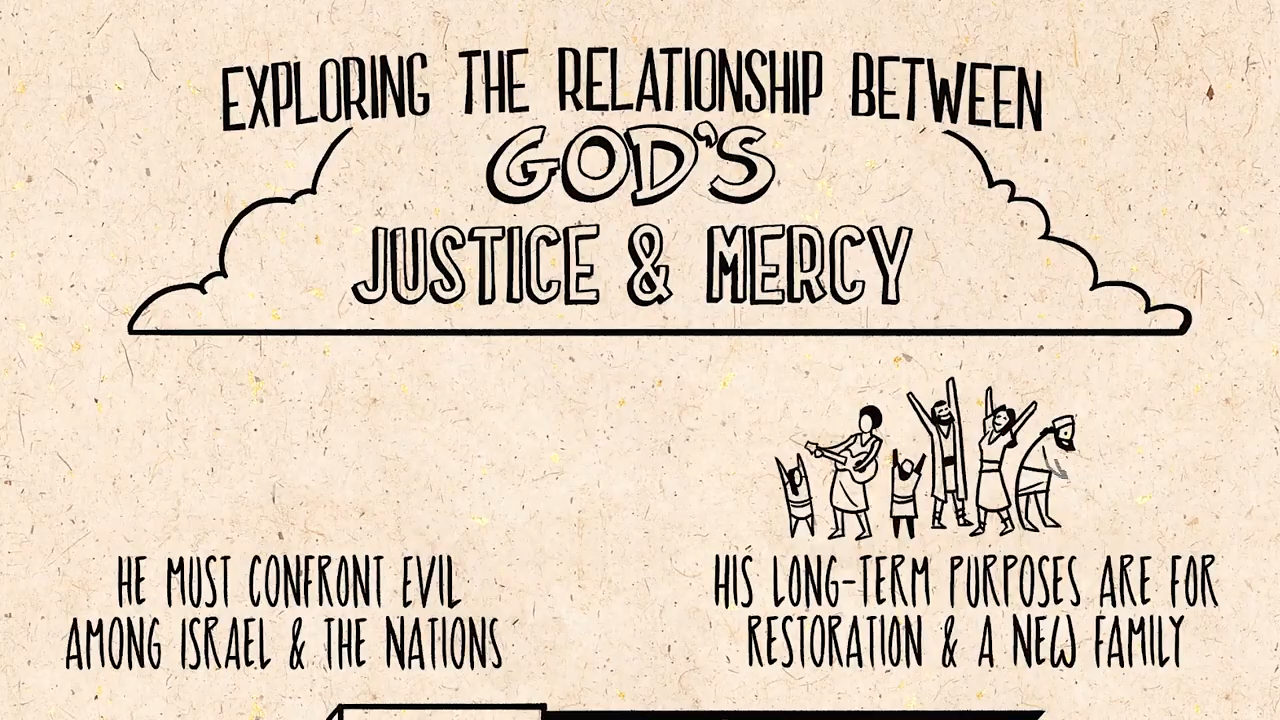 EXPLORING THE RELATIONSHIP BETWEEN
GOD'S
JUSTICE & MERCY
HE MUST CONFRONT EVIL
AMONG ISRAEL & THE NATIONS
HIS LONG-TERM PURPOSES ARE FOR
RESTORATION & A NEW FAMILY